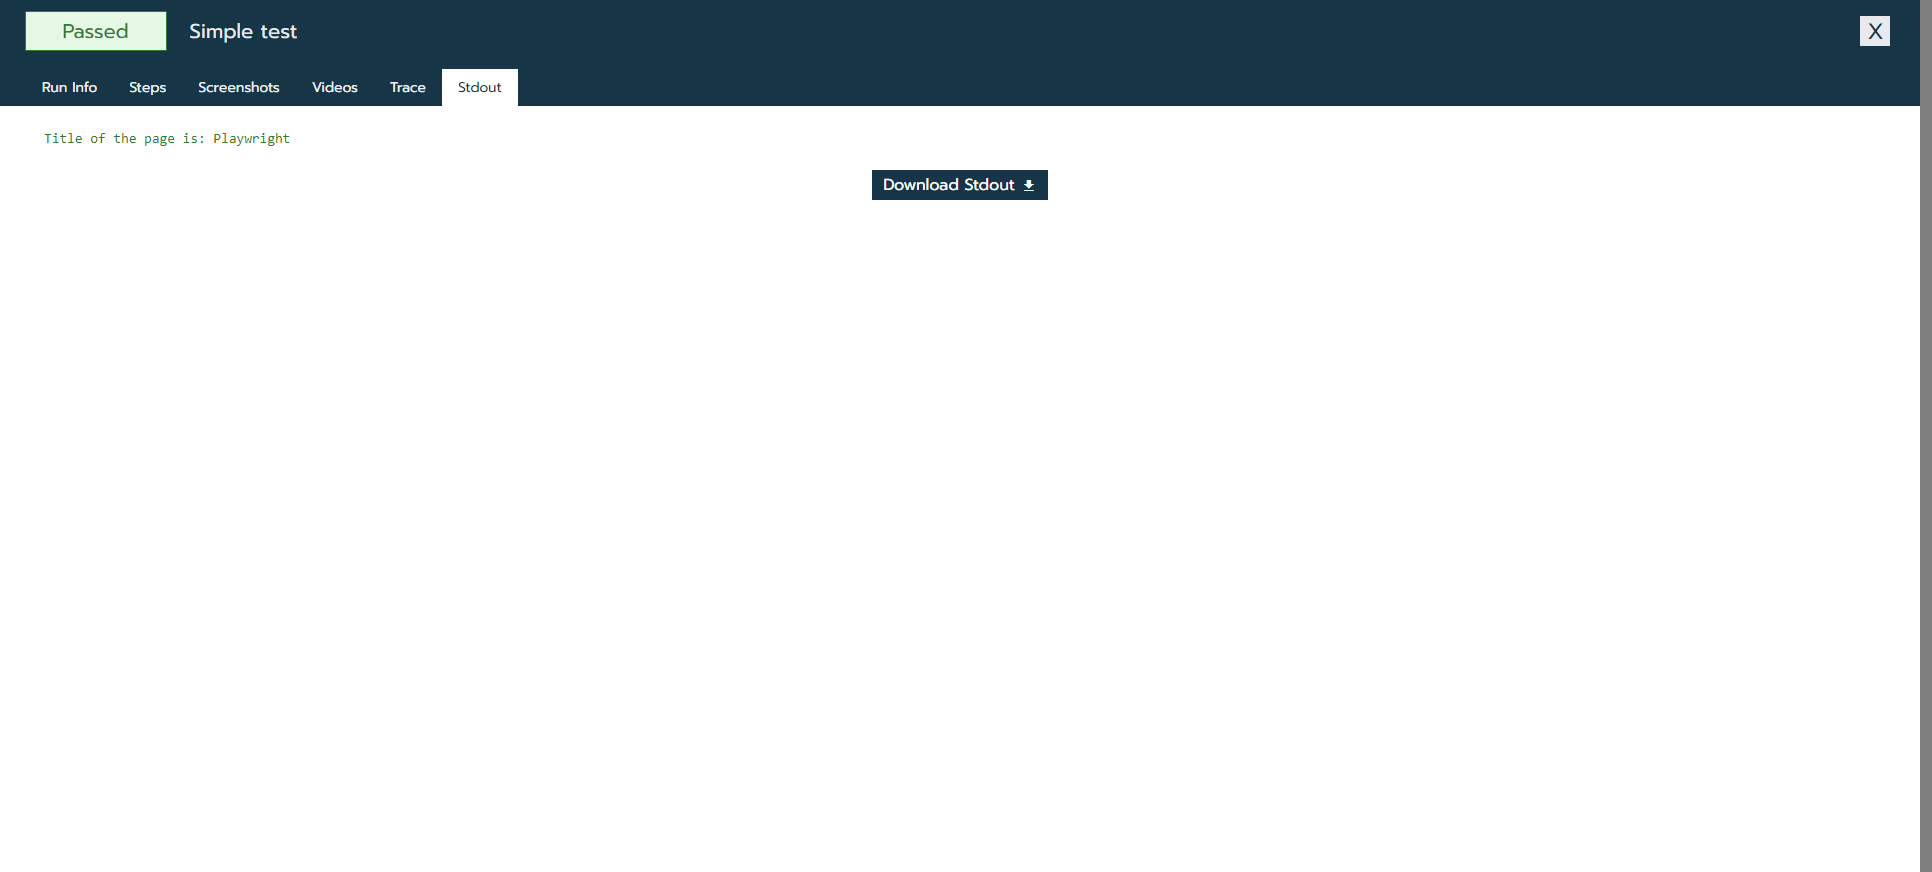 Passed
Simple test
X
Run Info
Steps
Screenshots
Videos
Trace
Stdout
Title of the page is: Playwright
Download Stdout